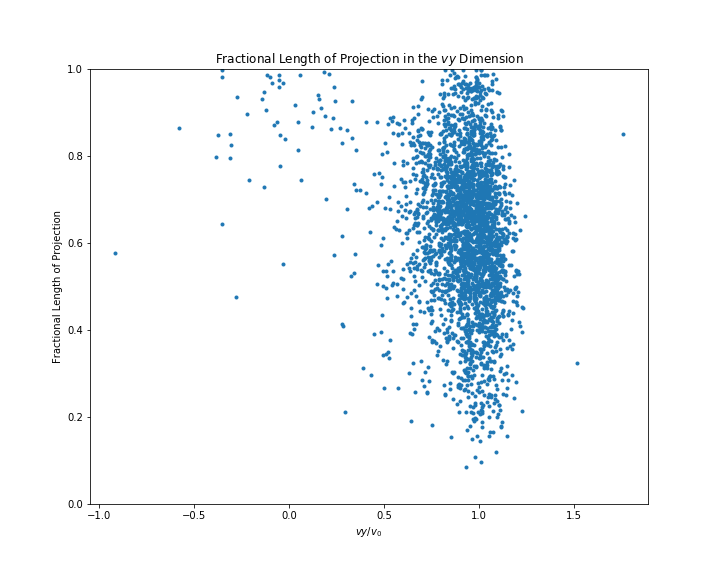 Fractional Length of Projection in the vy Dimension
Fractional Length of Projection
1.0
0.8
0.6
0.4
0.2
0.0
−1.0 −0.5 0.0 0.5 1.0 1.5
vy/v₀